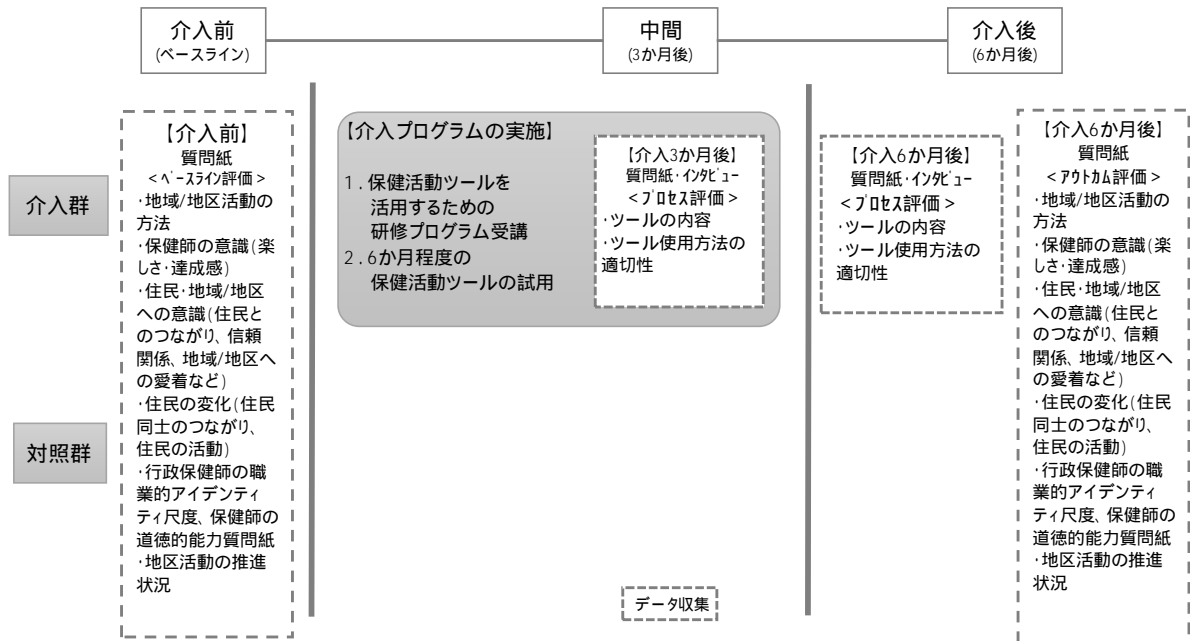 介入前
(ベースライン)
中間
(3か月後)
介入後
(6か月後)
介入群
対照群
【介入前】
質問紙
<ﾍﾞｰｽﾗｲﾝ評価>
･地域/地区活動の
方法
･保健師の意識(楽
しさ･達成感)
･住民･地域/地区
への意識(住民と
のつながり、信頼
関係、地域/地区へ
の愛着など)
･住民の変化(住民
同士のつながり、
住民の活動)
･行政保健師の職
業的アイデンティ
ティ尺度、保健師の
道徳的能力質問紙
･地区活動の推進
状況
【介入プログラムの実施】
1．保健活動ツールを
活用するための
研修プログラム受講
2．6か月程度の
保健活動ツールの試用
【介入3か月後】
質問紙･ｲﾝﾀﾋﾞｭｰ
<ﾌﾟﾛｾｽ評価>
･ツールの内容
･ツール使用方法の
適切性
【介入6か月後】
質問紙･ｲﾝﾀﾋﾞｭｰ
<ﾌﾟﾛｾｽ評価>
･ツールの内容
･ツール使用方法の
適切性
【介入6か月後】
質問紙
<ｱｳﾄｶﾑ評価>
･地域/地区活動の
方法
･保健師の意識(楽
しさ･達成感)
･住民･地域/地区
への意識(住民と
のつながり、信頼
関係、地域/地区へ
の愛着など)
･住民の変化(住民
同士のつながり、
住民の活動)
･行政保健師の職
業的アイデンティ
ティ尺度、保健師の
道徳的能力質問紙
･地区活動の推進
状況
データ収集